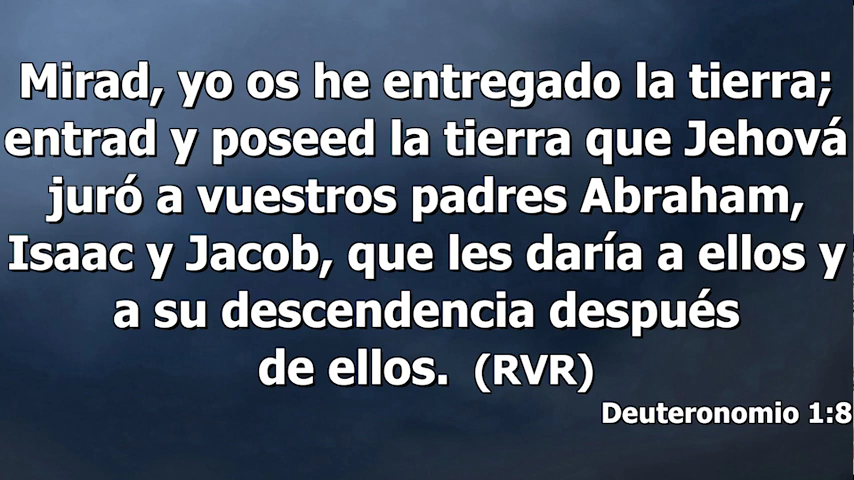 Mirad, yo os he entregado la tierra;
entrad y poseed la tierra que Jehová
juró a vuestros padres Abraham,
Isaac y Jacob, que les daría a ellos y
a su descendencia después
de ellos. (RVR)
Deuteronomio 1:8